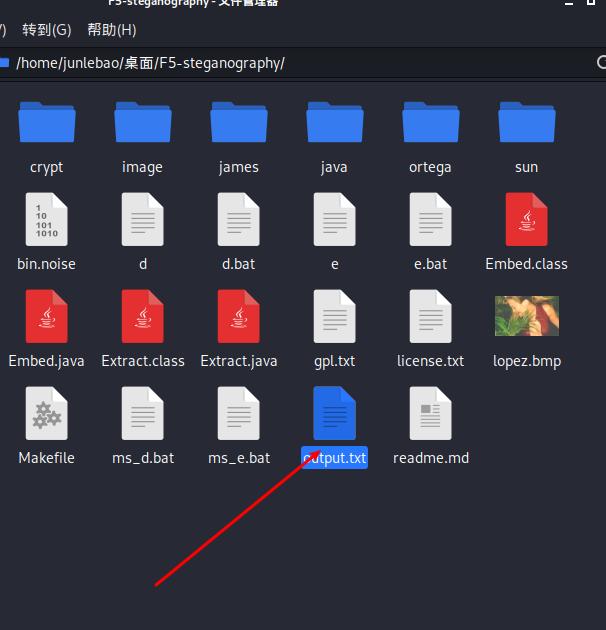 F5-steganography - 文件管理器
) 转到(G) 帮助(H)
/home/junlebao/桌面/F5-steganography/
crypt image james java ortega sun
1
10
101
1010
bin.noise d d.bat e e.bat Embed.class
Embed.java Extract.class Extract.java gpl.txt license.txt lopez.bmp
Makefile ms_d.bat ms_e.bat output.txt readme.md